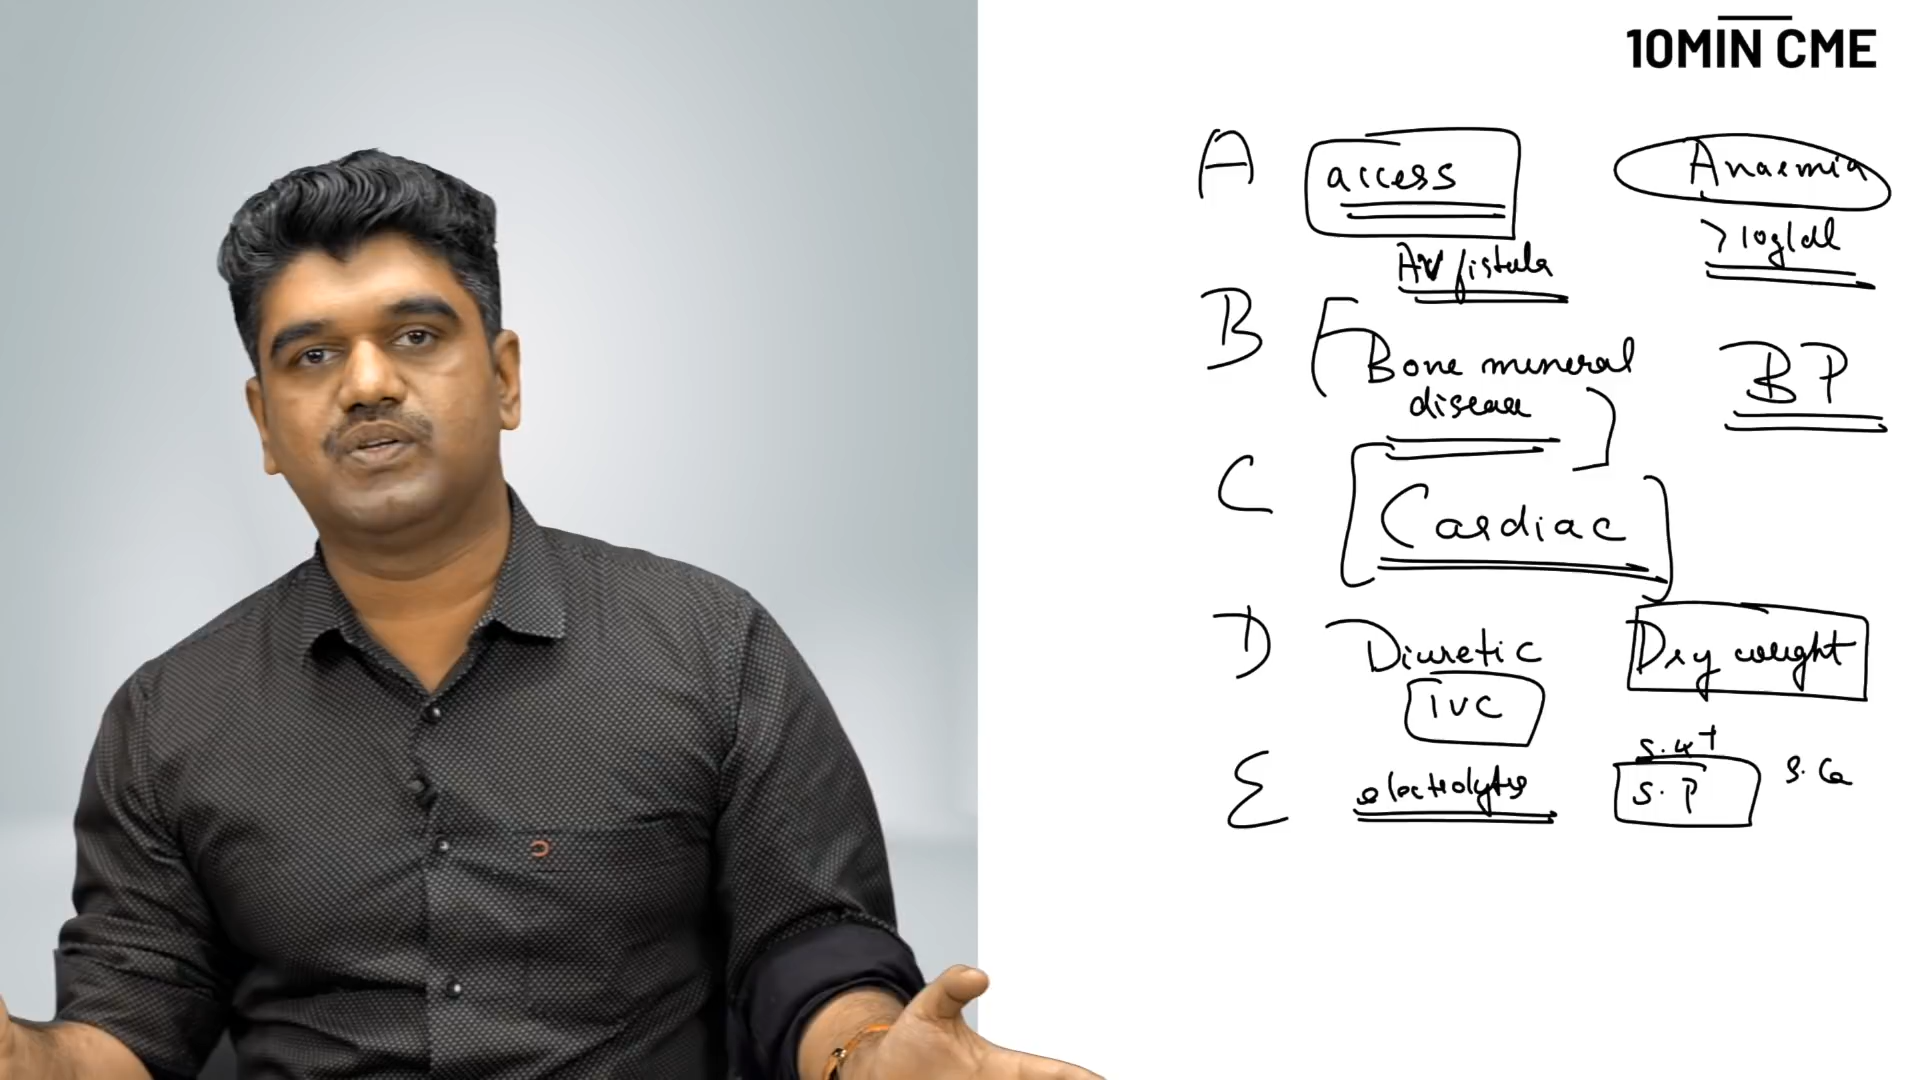 10MIN CME
A access Anaemia
AV fistula >10g/dl
B Bone mineral disease BP
C Cardiac
D Diuretic Dry weight
IVC
E electrolytes S.K+
S.P S.Ca